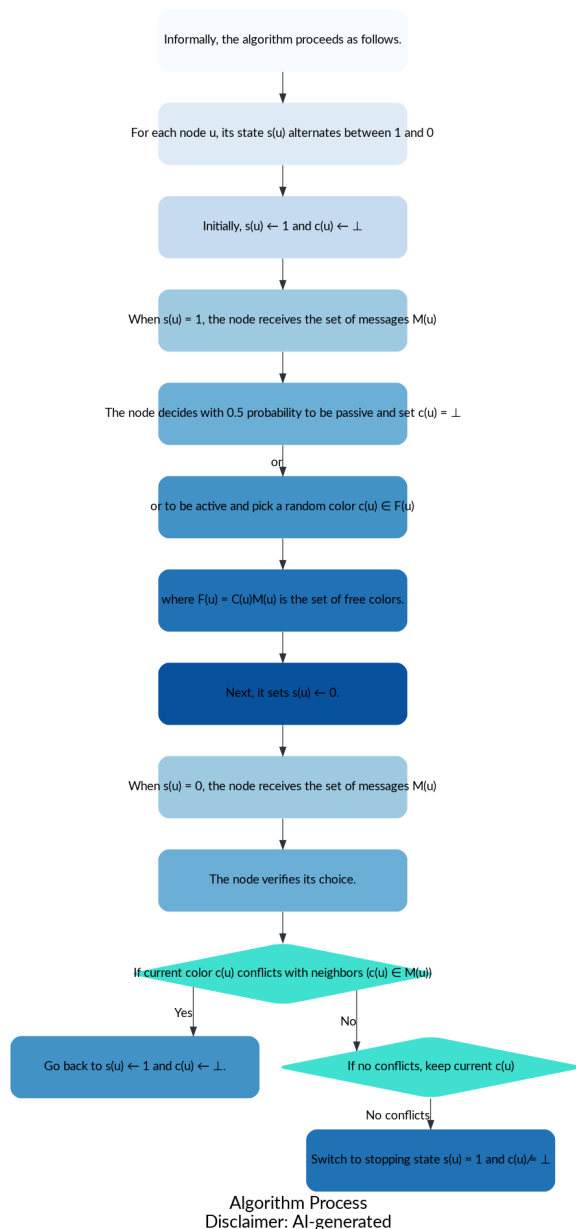 Informally, the algorithm proceeds as follows.
For each node u, its state s(u) alternates between 1 and 0
Initially, s(u) ← 1 and c(u) ← ⊥
When s(u) = 1, the node receives the set of messages M(u)
The node decides with 0.5 probability to be passive and set c(u) = ⊥
or
or to be active and pick a random color c(u) ∈ F(u)
where F(u) = C(u)M(u) is the set of free colors.
Next, it sets s(u) ← 0.
When s(u) = 0, the node receives the set of messages M(u)
The node verifies its choice.
If current color c(u) conflicts with neighbors (c(u) ∈ M(u))
Yes
No
Go back to s(u) ← 1 and c(u) ← ⊥.
If no conflicts, keep current c(u)
No conflicts
Switch to stopping state s(u) = 1 and c(u) ≠ ⊥
Algorithm Process
Disclaimer: AI-generated